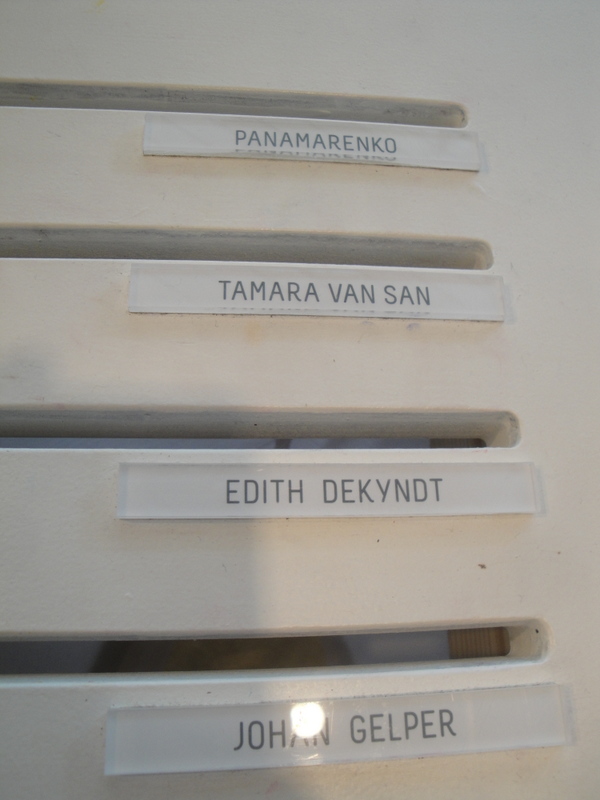 PANAMARENKO
TAMARA VAN SAN
EDITH DEKYNDT
JOHAN GELPER